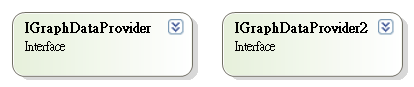 IGraphDataProvider
Interface
IGraphDataProvider2
Interface